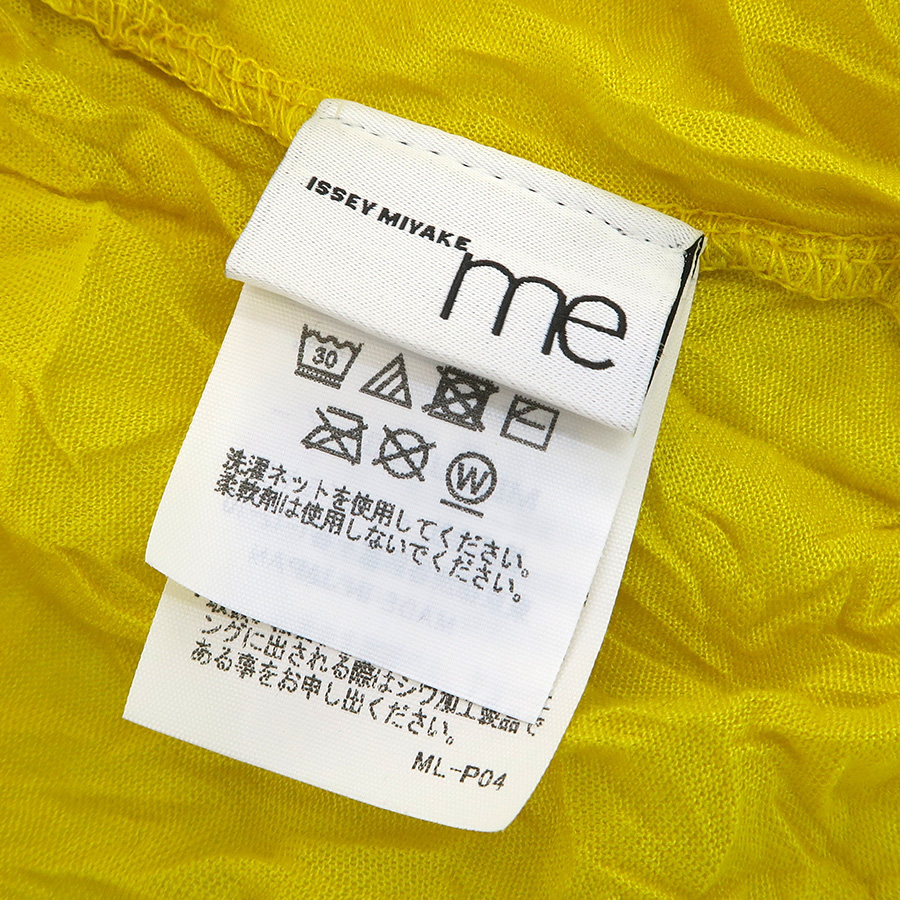 ISSEY MIYAKE
me
30
W
洗濯ネットを使用してください。
柔軟剤は使用しないでください。
ングに出される際はシワ加工製品で
ある事をお申し出ください。
ML-P04